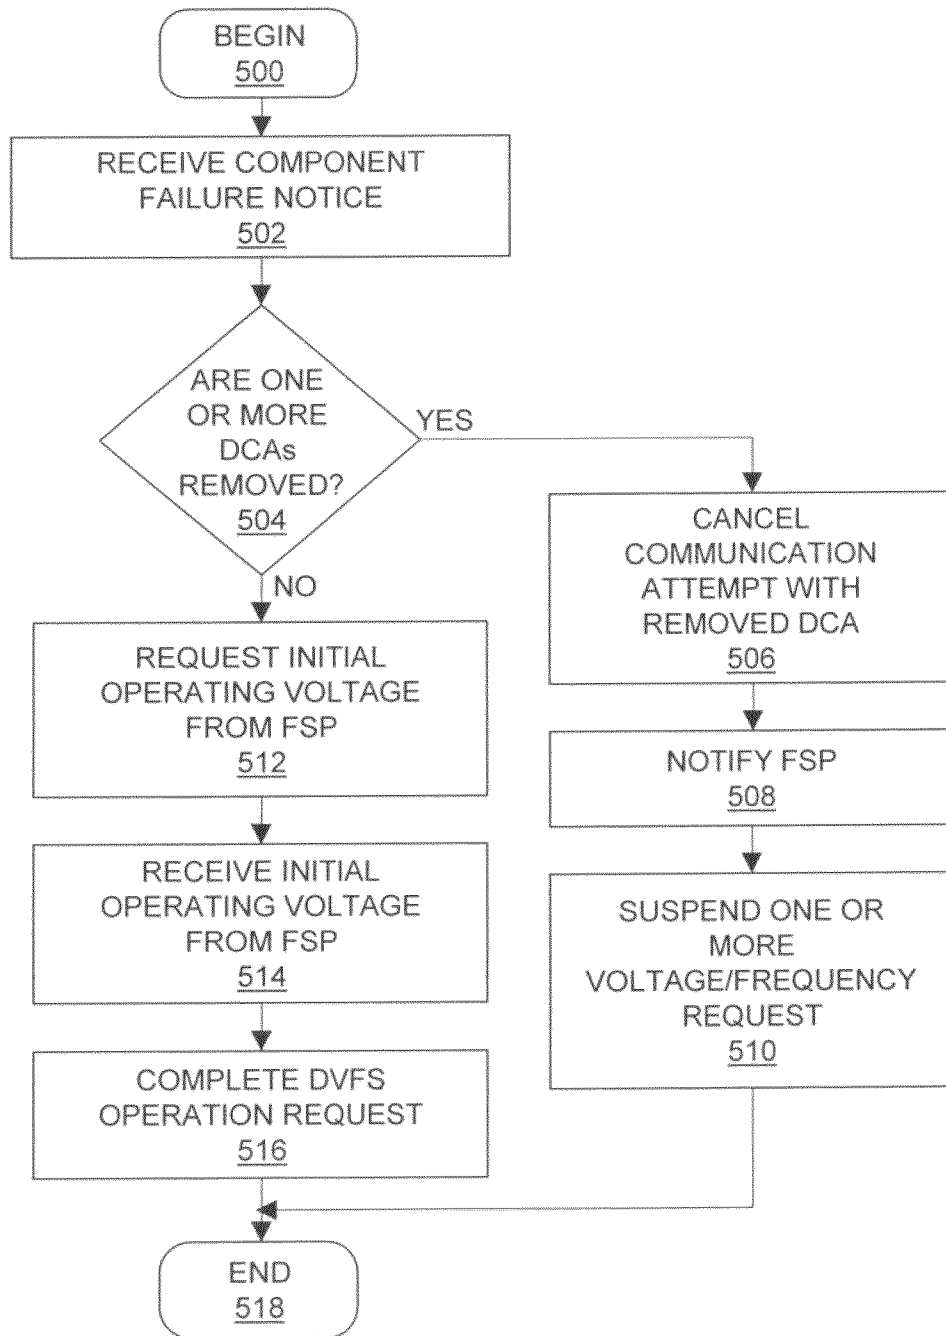 BEGIN
500
RECEIVE COMPONENT
FAILURE NOTICE
502
ARE ONE
OR MORE
DCAs
REMOVED?
504
YES
CANCEL
COMMUNICATION
ATTEMPT WITH
REMOVED DCA
506
NOTIFY FSP
508
SUSPEND ONE OR
MORE
VOLTAGE/FREQUENCY
REQUEST
510
NO
REQUEST INITIAL
OPERATING VOLTAGE
FROM FSP
512
RECEIVE INITIAL
OPERATING VOLTAGE
FROM FSP
514
COMPLETE DVFS
OPERATION REQUEST
516
END
518